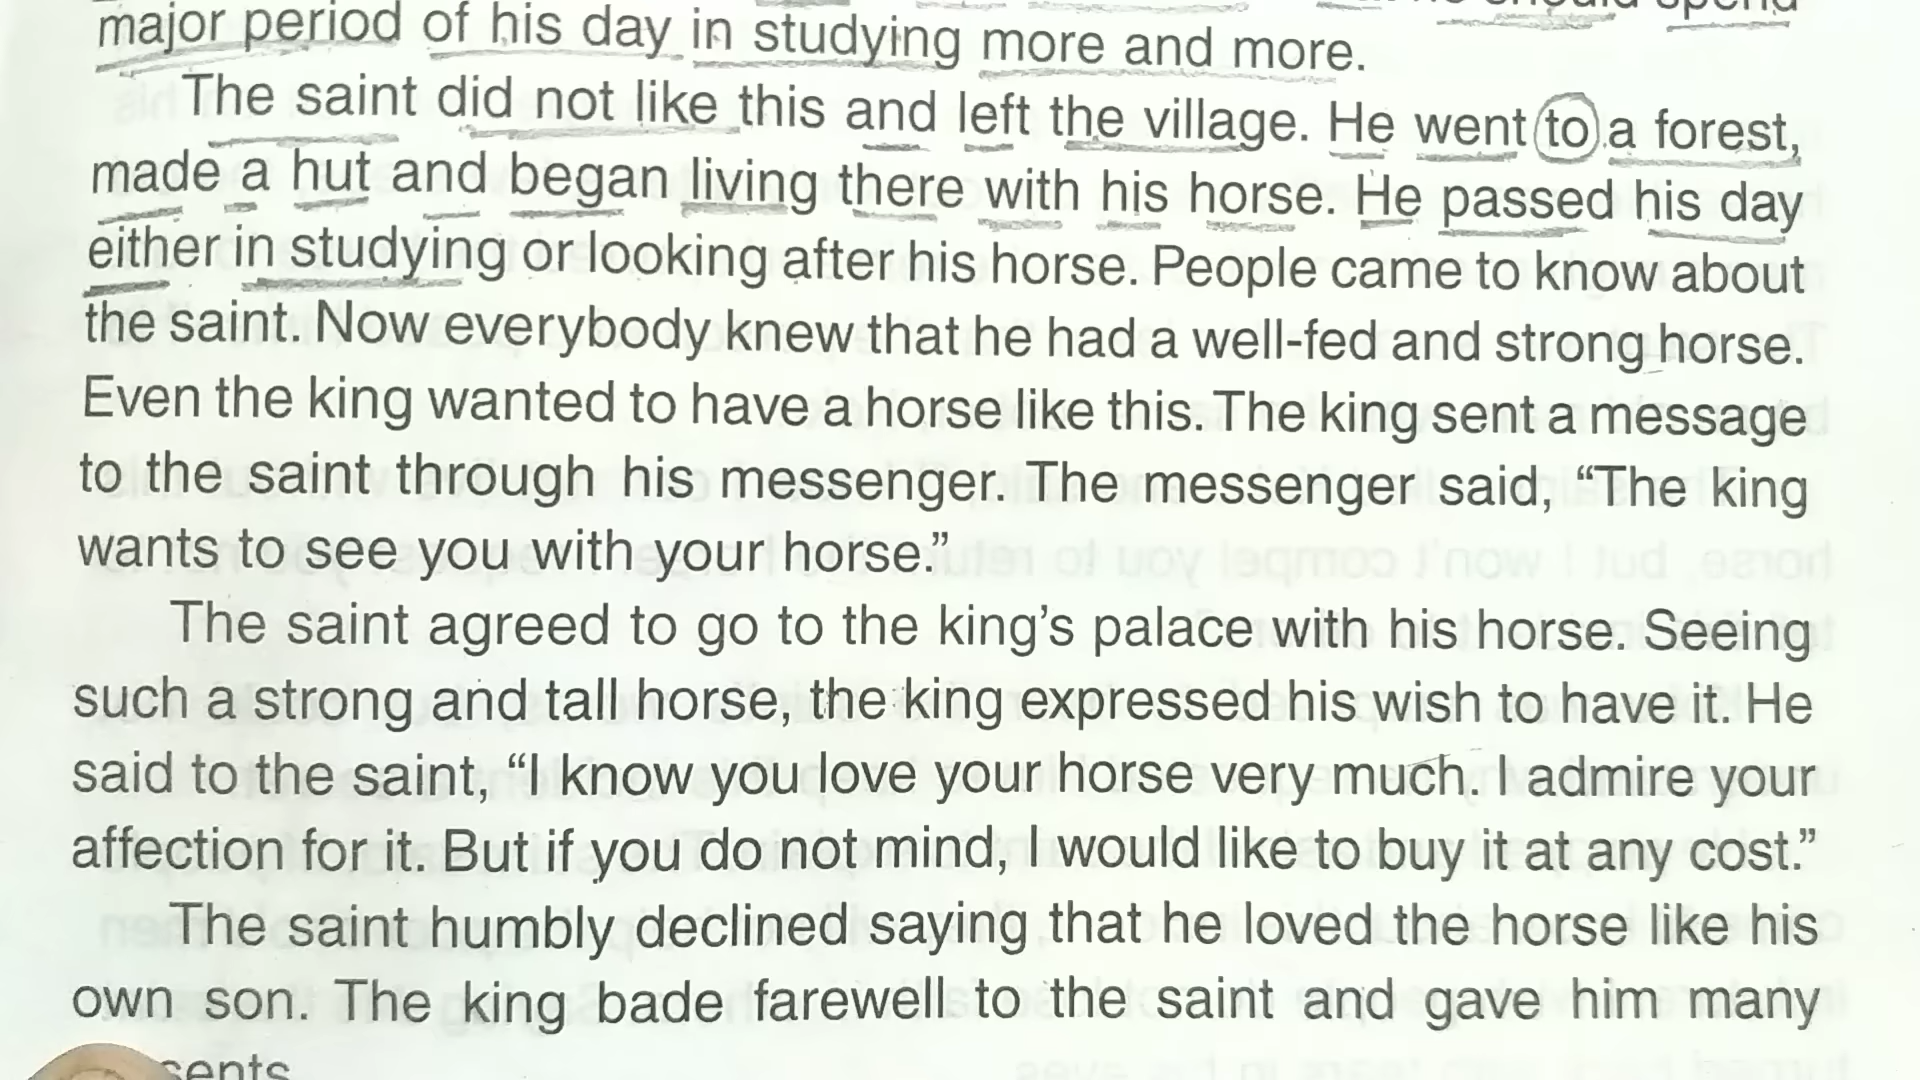 major period of his day in studying more and more.
The saint did not like this and left the village. He went to a forest,
made a hut and began living there with his horse. He passed his day
either in studying or looking after his horse. People came to know about
the saint. Now everybody knew that he had a well-fed and strong horse.
Even the king wanted to have a horse like this. The king sent a message
to the saint through his messenger. The messenger said, “The king
wants to see you with your horse.”
The saint agreed to go to the king’s palace with his horse. Seeing
such a strong and tall horse, the king expressed his wish to have it. He
said to the saint, “I know you love your horse very much. I admire your
affection for it. But if you do not mind, I would like to buy it at any cost.”
The saint humbly declined saying that he loved the horse like his
own son. The king bade farewell to the saint and gave him many